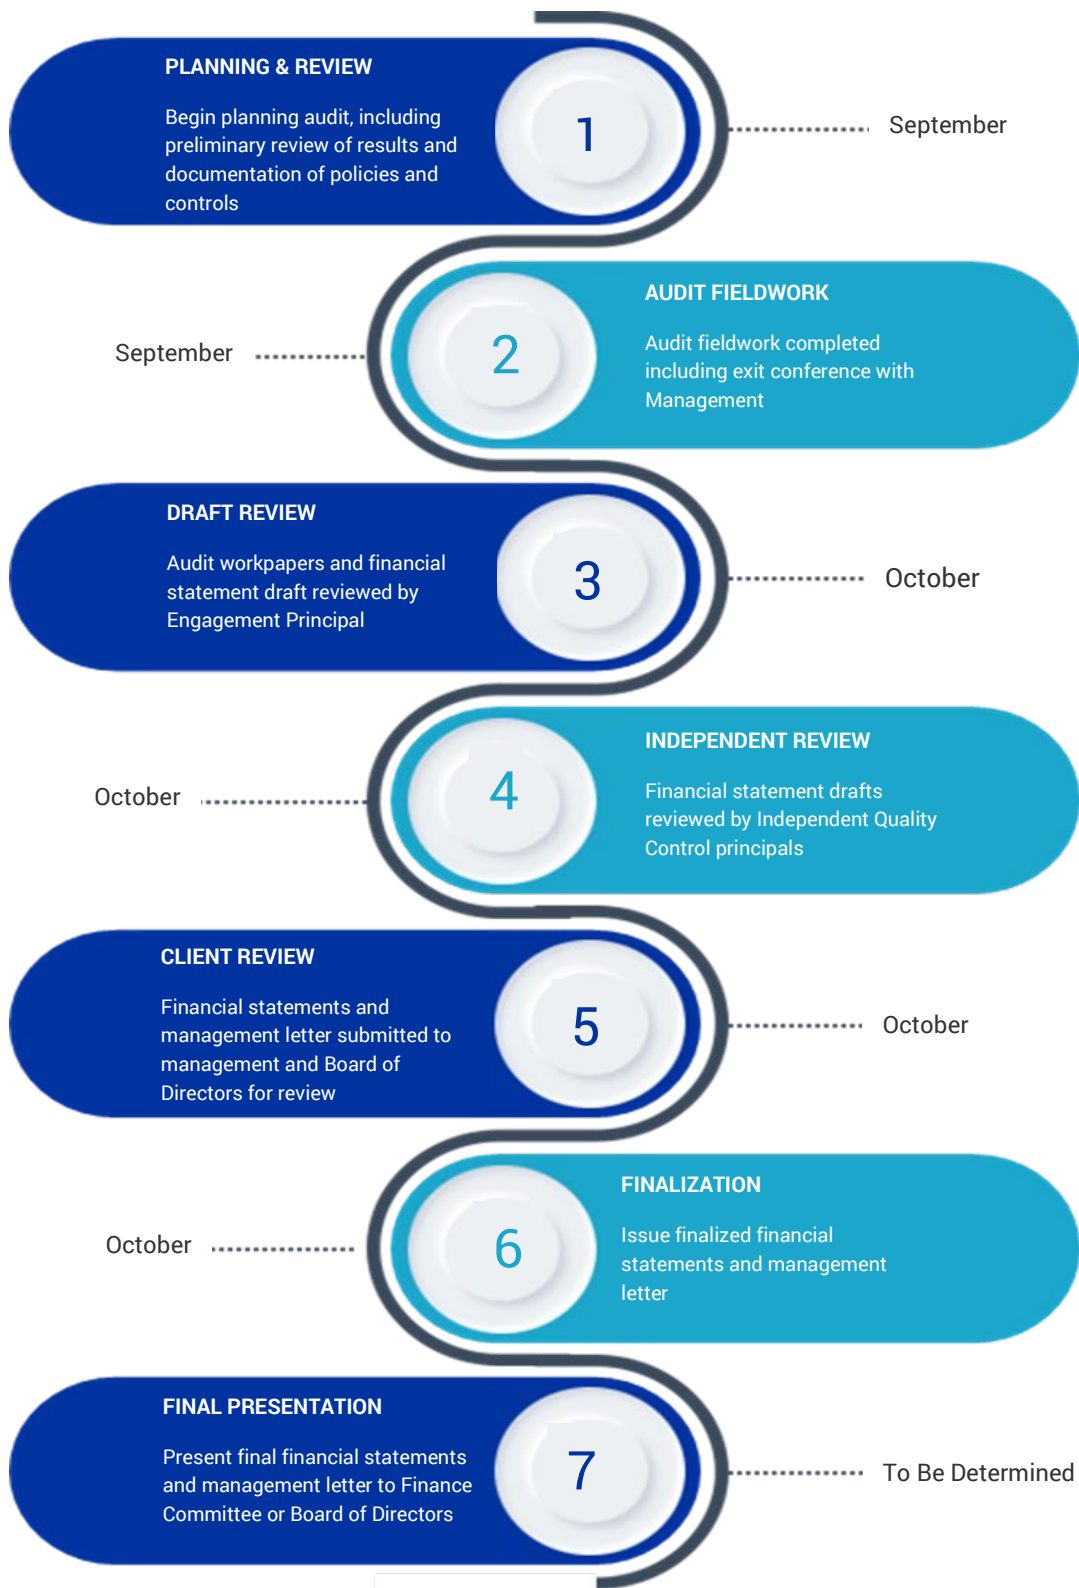 PLANNING & REVIEW
Begin planning audit, including
preliminary review of results and
documentation of policies and
controls
1
September
AUDIT FIELDWORK
Audit fieldwork completed
including exit conference with
Management
2
September
DRAFT REVIEW
Audit workpapers and financial
statement draft reviewed by
Engagement Principal
3
October
INDEPENDENT REVIEW
Financial statement drafts
reviewed by Independent Quality
Control principals
4
October
CLIENT REVIEW
Financial statements and
management letter submitted to
management and Board of
Directors for review
5
October
FINALIZATION
Issue finalized financial
statements and management
letter
6
October
FINAL PRESENTATION
Present final financial statements
and management letter to Finance
Committee or Board of Directors
7
To Be Determined